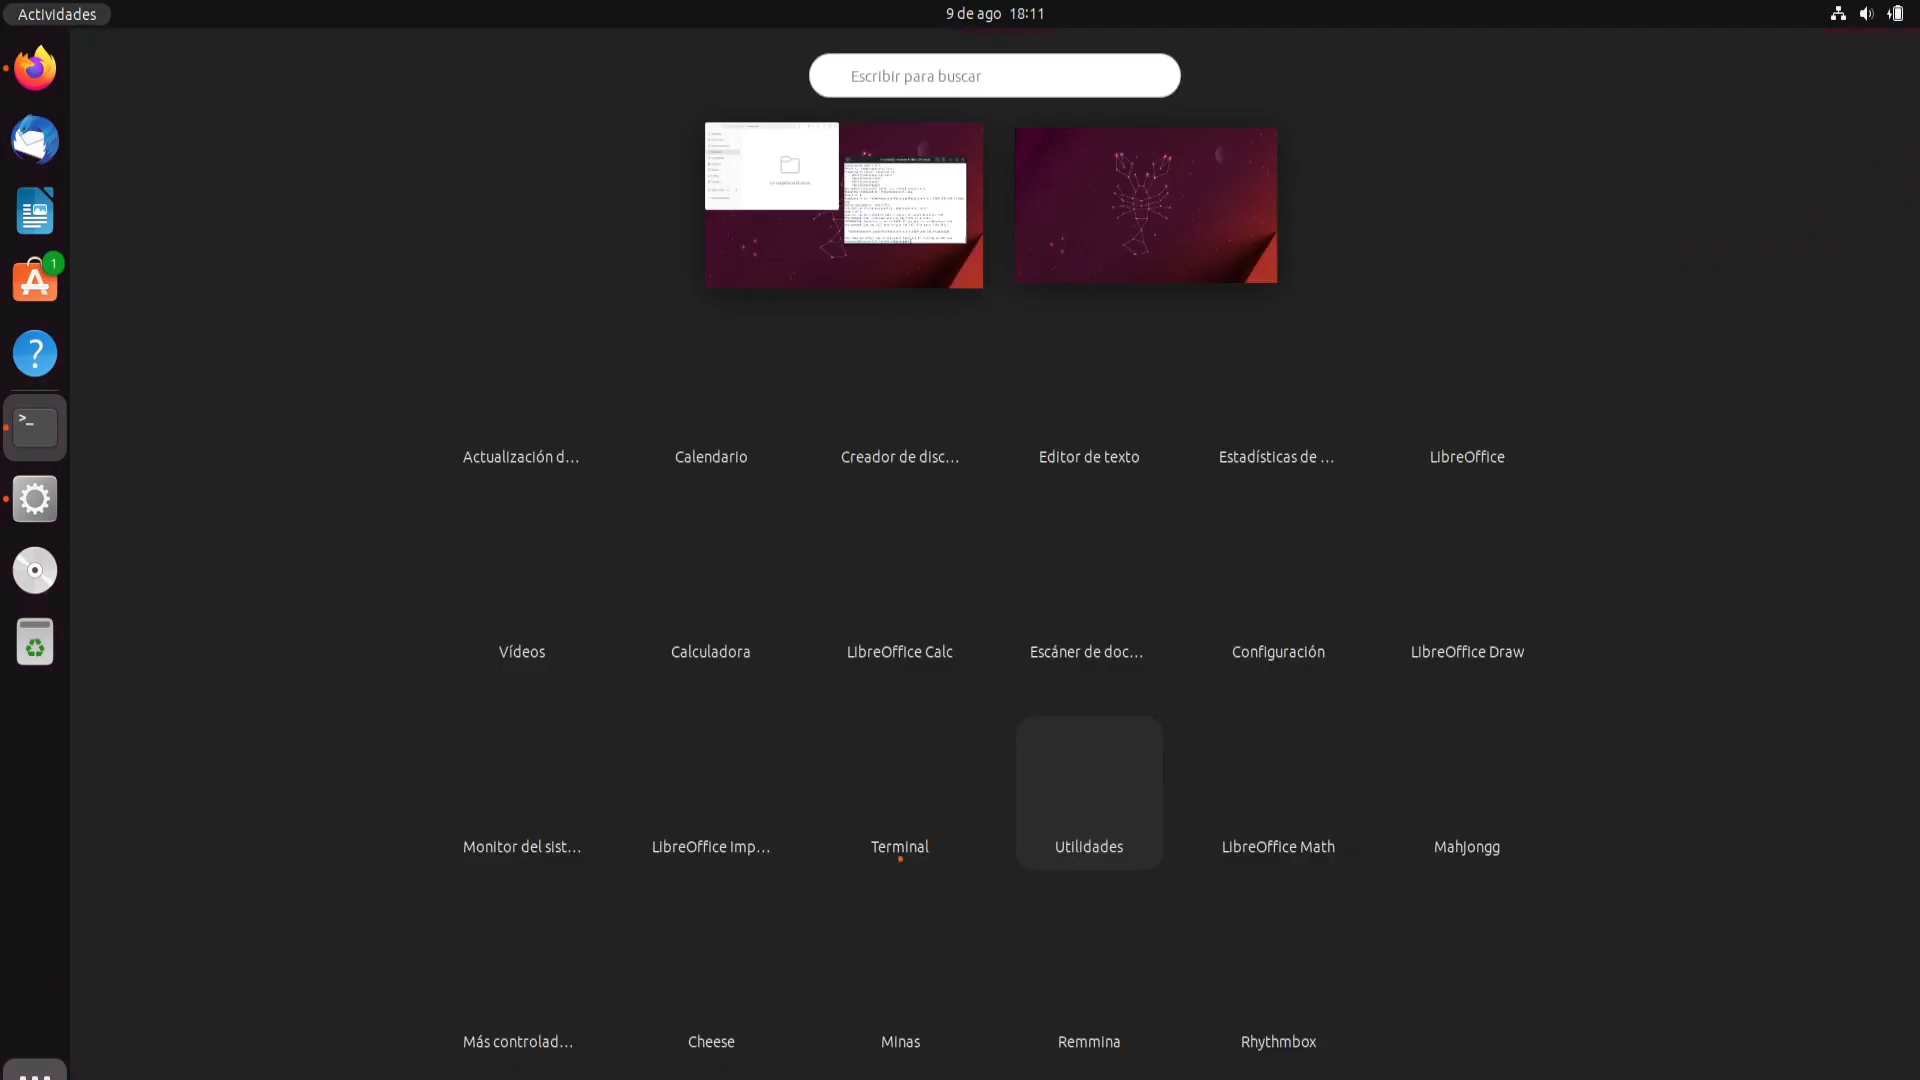 Actividades
9 de ago 18:11
Escribir para buscar
1
Actualización d...
Calendario
Creador de disc...
Editor de texto
Estadísticas de ...
LibreOffice
Vídeos
Calculadora
LibreOffice Calc
Escáner de doc...
Configuración
LibreOffice Draw
Monitor del sist...
LibreOffice Imp...
Terminal
Utilidades
LibreOffice Math
Mahjongg
Más controlad...
Cheese
Minas
Remmina
Rhythmbox